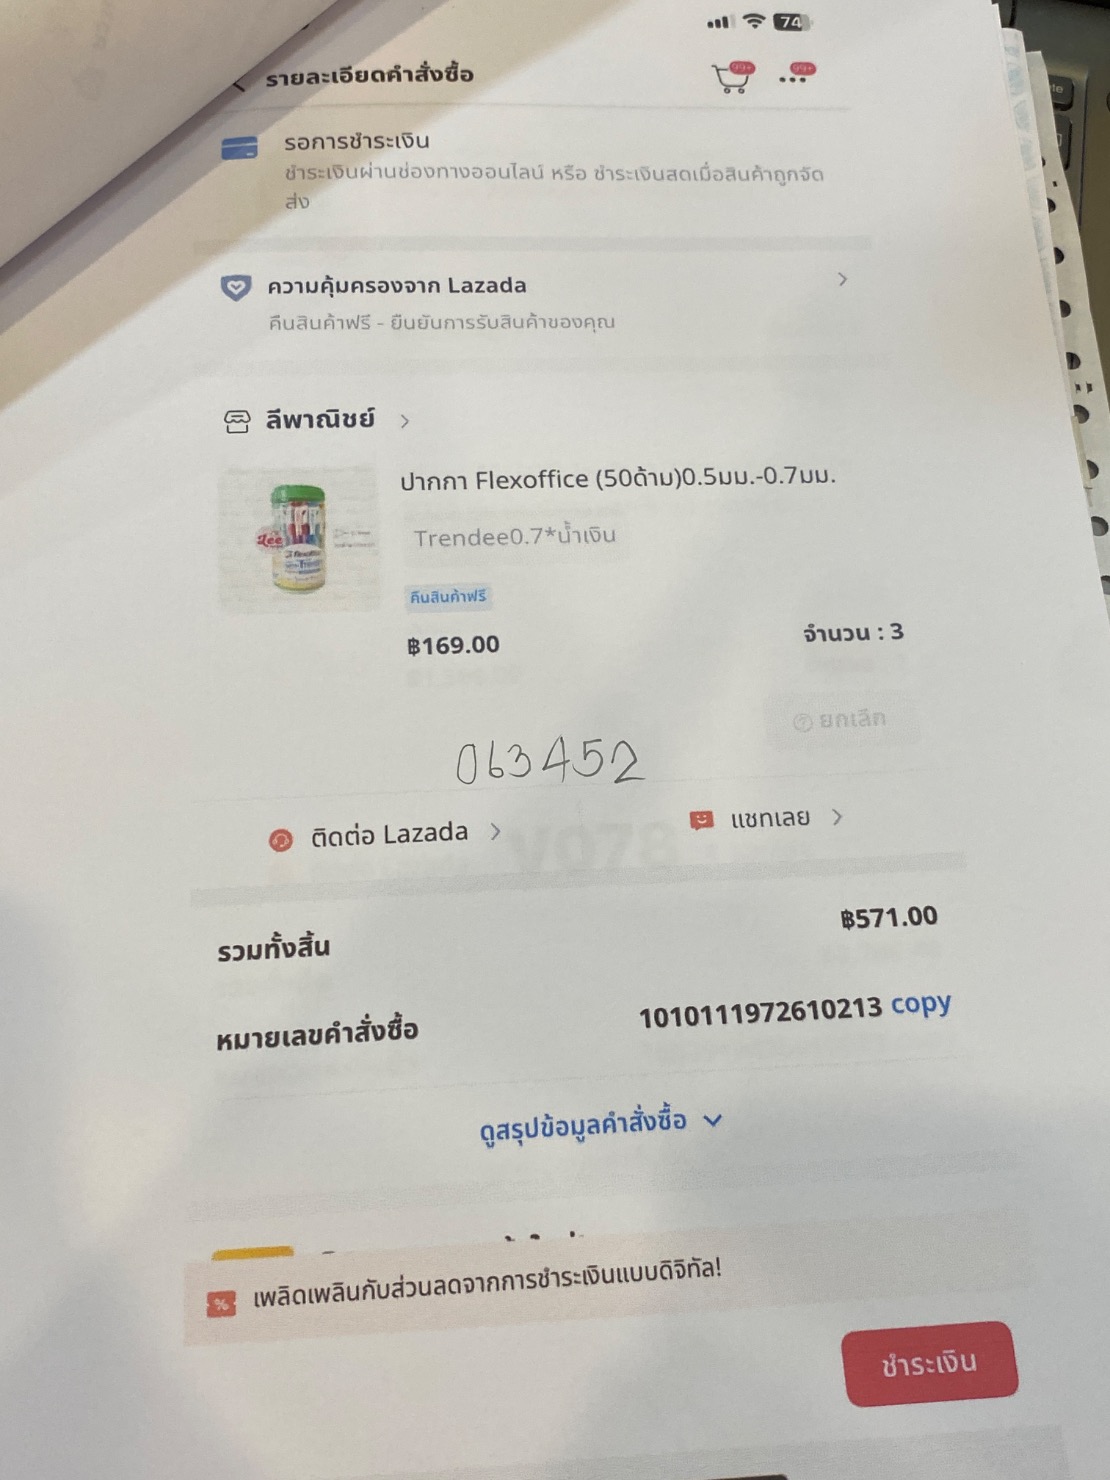 74
รายละเอียดคำสั่งซื้อ
99+ 99+
รอการชำระเงิน
ชำระเงินผ่านช่องทางออนไลน์ หรือ ชำระเงินสดเมื่อสินค้าถูกจัด
ส่ง
ความคุ้มครองจาก Lazada
คืนสินค้าฟรี - ยืนยันการรับสินค้าของคุณ
ลีพาณิชย์
ปากกา Flexoffice (50ด้าม)0.5มม.-0.7มม.
Trendee0.7*น้ำเงิน
Lee
คืนสินค้าฟรี
฿169.00
จำนวน : 3
ยกเลิก
063452
ติดต่อ Lazada
แชทเลย
รวมทั้งสิ้น ฿571.00
หมายเลขคำสั่งซื้อ 1010111972610213 copy
ดูสรุปข้อมูลคำสั่งซื้อ
% เพลิดเพลินกับส่วนลดจากการชำระเงินแบบดิจิทัล!
ชำระเงิน